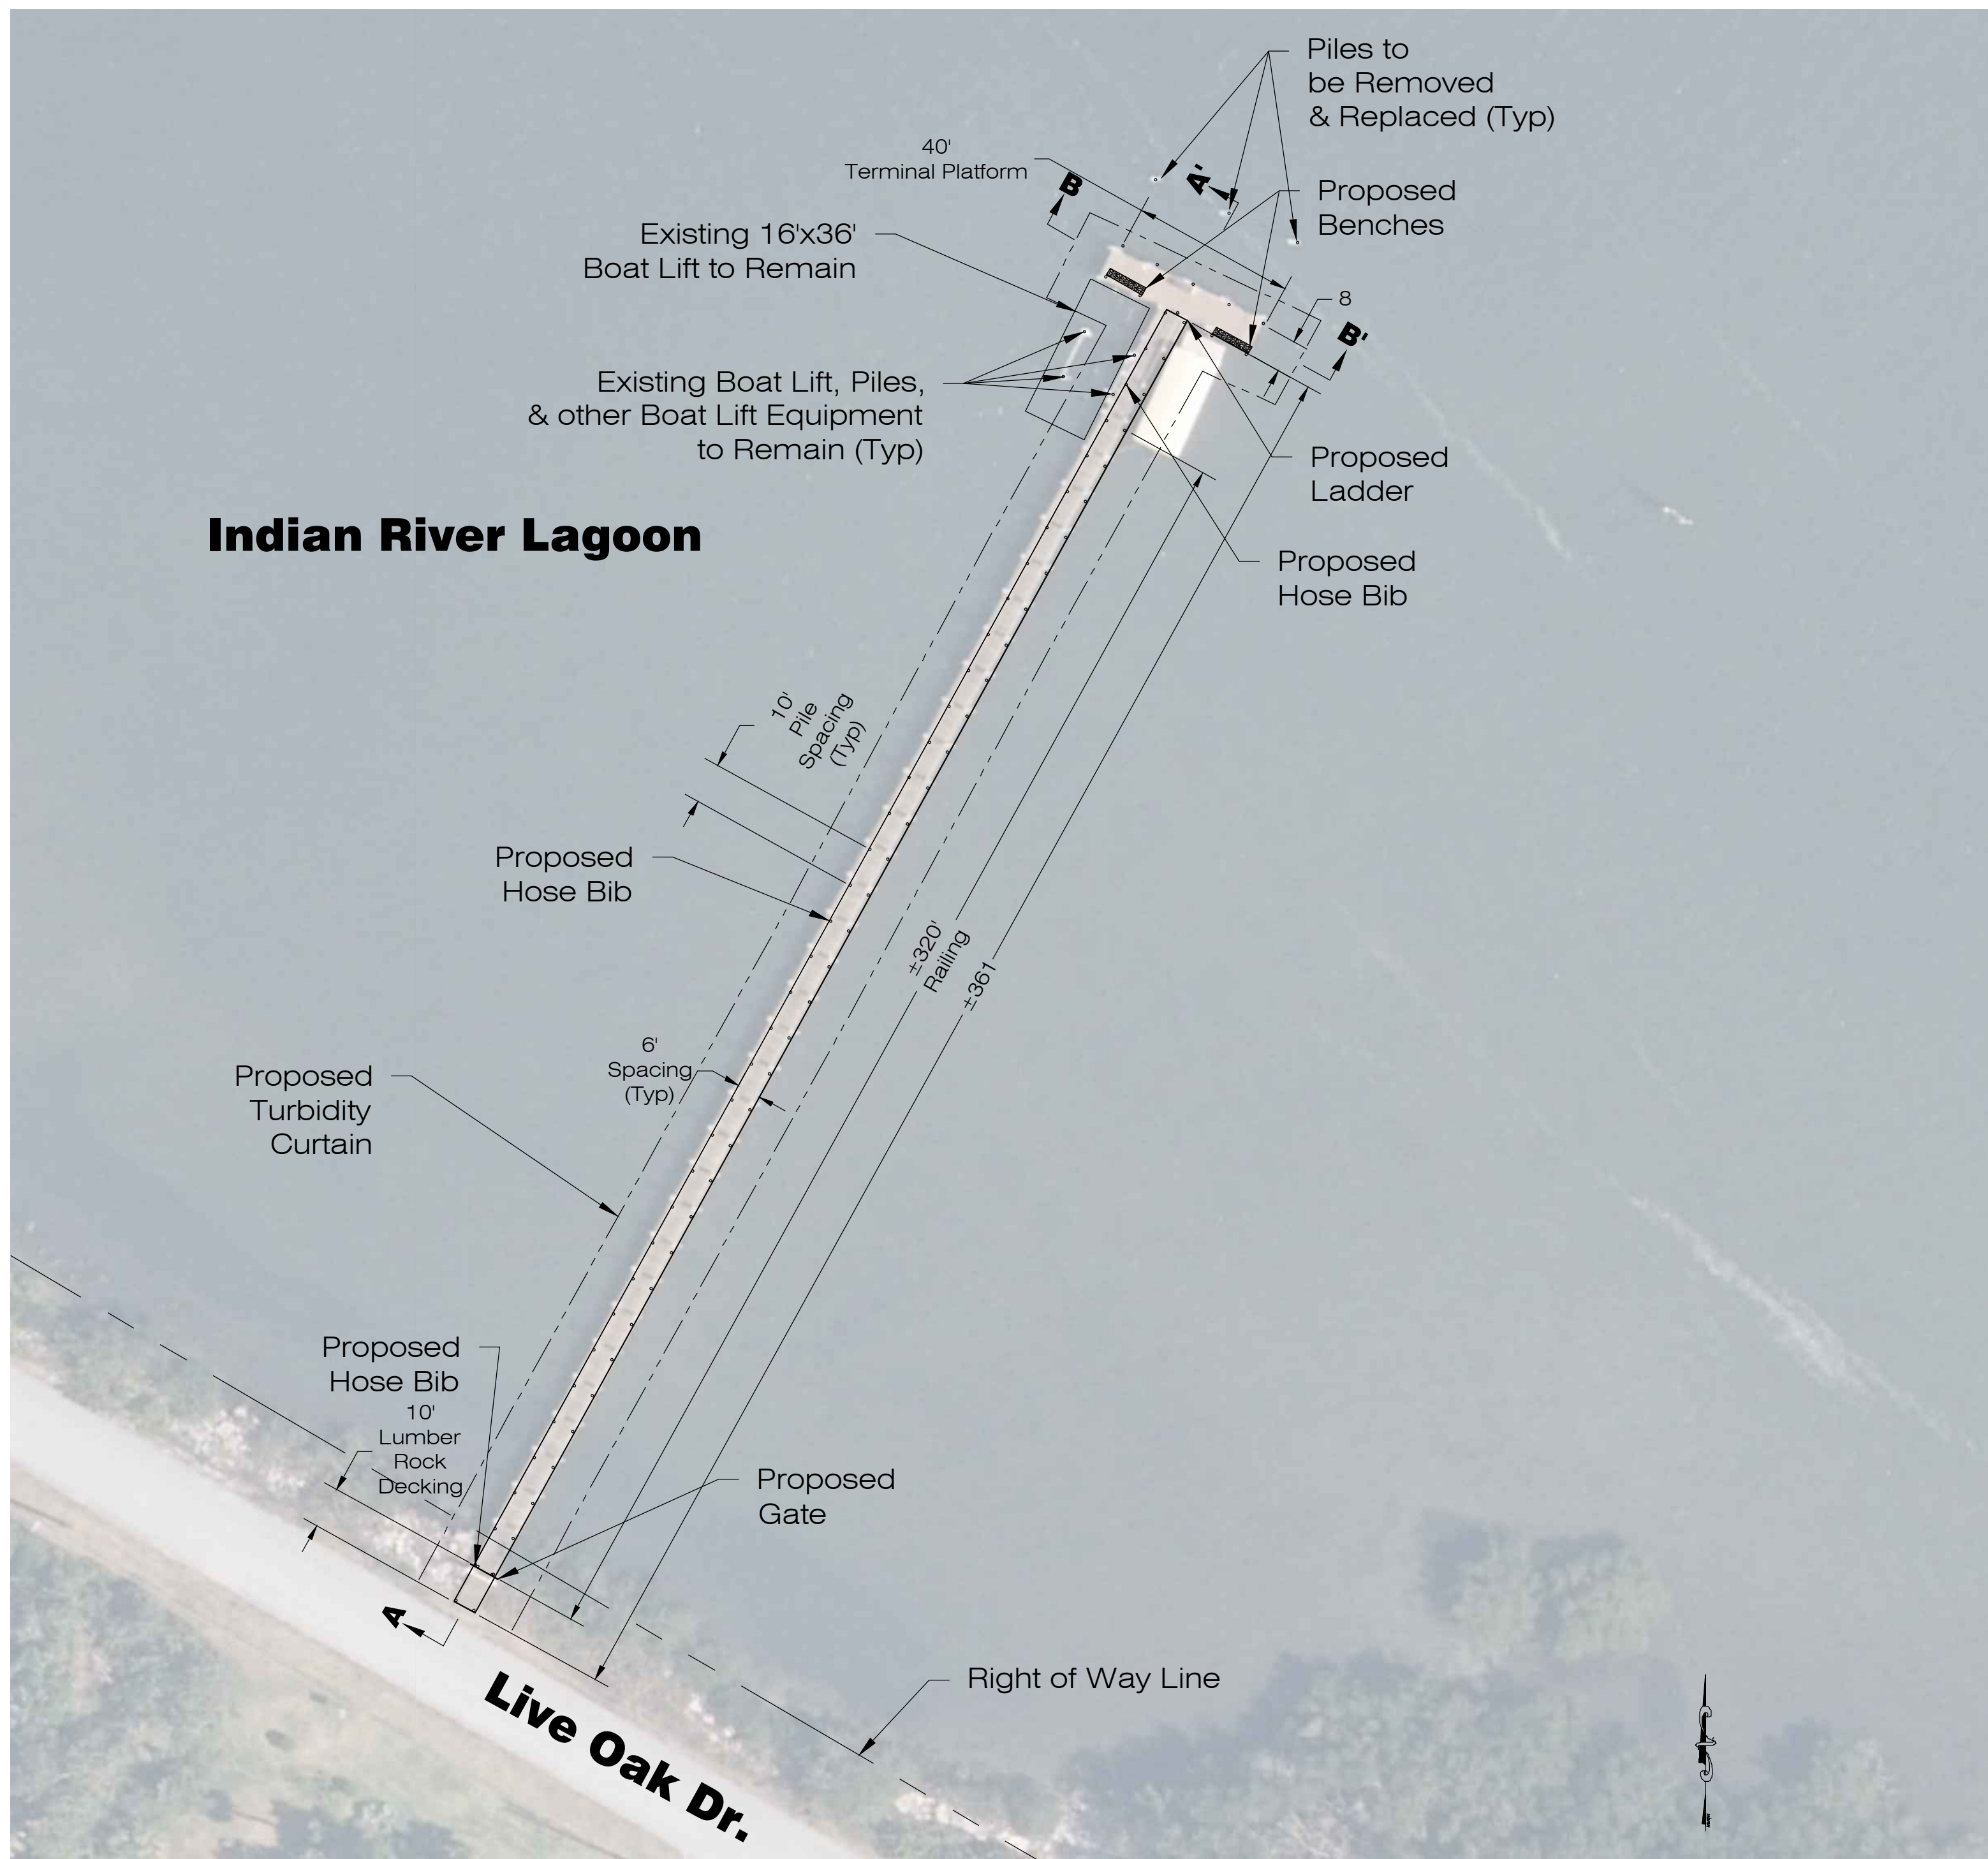 Piles to
be Removed
& Replaced (Typ)
40'
Terminal Platform
B
A'
Proposed
Benches
Existing 16'x36'
Boat Lift to Remain
8
B'
Existing Boat Lift, Piles,
& other Boat Lift Equipment
to Remain (Typ)
Proposed
Ladder
Indian River Lagoon
Proposed
Hose Bib
10'
Pile
Spacing
(Typ)
Proposed
Hose Bib
±320'
Railing
±361
6'
Spacing
(Typ)
Proposed
Turbidity
Curtain
Proposed
Hose Bib
10'
Lumber
Rock
Decking
Proposed
Gate
A
Right of Way Line
Live Oak Dr.